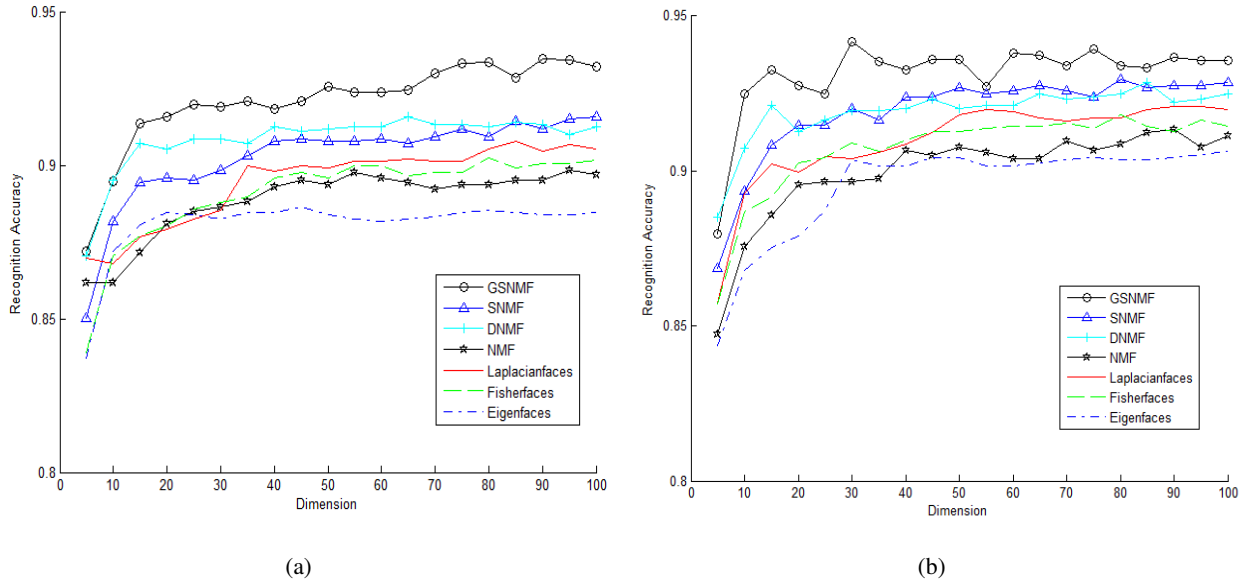 0.95
0.9
0.85
0.8
Recognition Accuracy
0 10 20 30 40 50 60 70 80 90 100
Dimension
GSNMF
SNMF
DNMF
NMF
Laplacianfaces
Fisherfaces
Eigenfaces
(a)
0.95
0.9
0.85
0.8
Recognition Accuracy
0 10 20 30 40 50 60 70 80 90 100
Dimension
GSNMF
SNMF
DNMF
NMF
Laplacianfaces
Fisherfaces
Eigenfaces
(b)